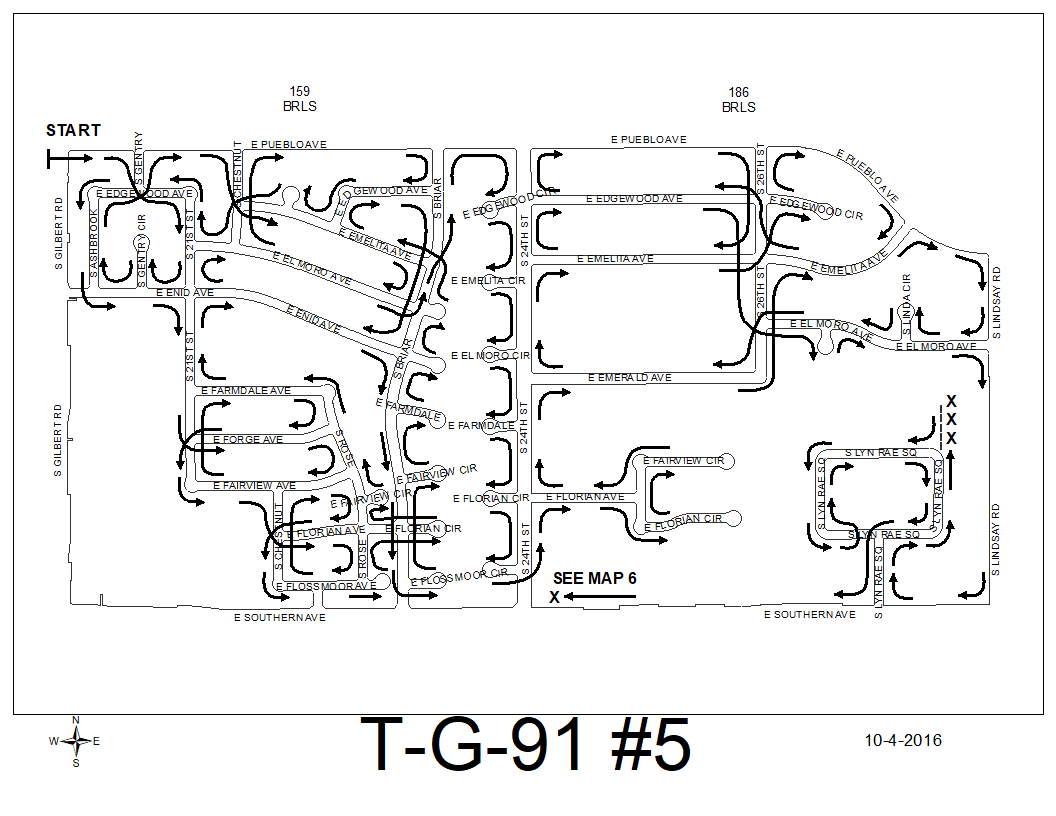 159
BRLS
186
BRLS
START
E PUEBLO AVE
E PUEBLO AVE
E PUEBLO AVE
S GENTRY
S CHESTNUT
S 26TH ST
E EDGEWOOD AVE
E EDGEWOOD AVE
E EDGEWOOD CIR
E EDGEWOOD AVE
E EDGEWOOD CIR
S GILBERT RD
S ASHBROOK
S GENTRY CIR
S 21ST ST
S BRIAR
S 24TH ST
E EMELITA AVE
E EMELITA AVE
E EMELITA AVE
E EL MORO AVE
E EMELITA CIR
S 26TH ST
S LINDA CIR
S LINDSAY RD
E ENID AVE
E ENID AVE
E EL MORO AVE
E EL MORO AVE
S 21ST ST
S BRIAR
E EL MORO CIR
E EMERALD AVE
E FARMDALE AVE
E FARMDALE
E FARMDALE
S 24TH ST
X
X
X
S GILBERT RD
E FORGE AVE
S ROSE
S LYN RAE SQ
E FAIRVIEW CIR
E FAIRVIEW CIR
E FAIRVIEW AVE
E FAIRVIEW CIR
S LYN RAE SQ
S LYN RAE SQ
E FLORIAN CIR
E FLORIAN AVE
S CHESTNUT
E FLORIAN AVE
E FLORIAN CIR
E FLORIAN CIR
S LYN RAE SQ
S LINDSAY RD
S ROSE
S 24TH ST
S LYN RAE SQ
E FLOSSMOOR AVE
E FLOSSMOOR CIR
SEE MAP 6
X
E SOUTHERN AVE
E SOUTHERN AVE
N
W E
S
T-G-91 #5
10-4-2016